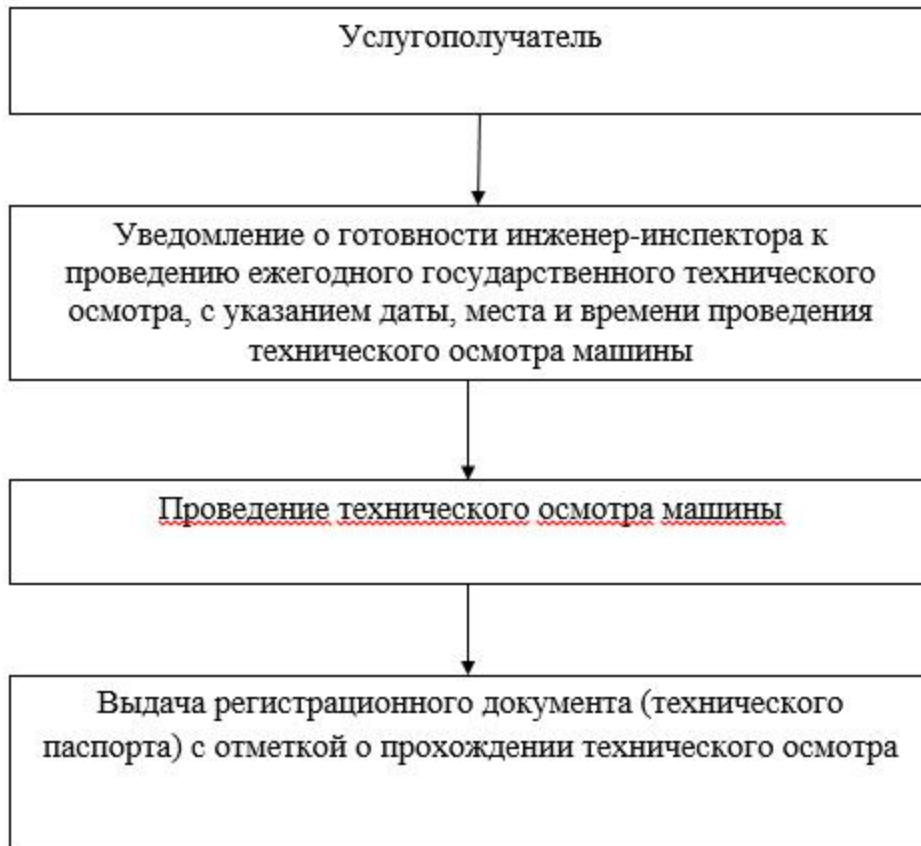 Услугополучатель
Уведомление о готовности инженер-инспектора к
проведению ежегодного государственного технического
осмотра, с указанием даты, места и времени проведения
технического осмотра машины
Проведение технического осмотра машины
Выдача регистрационного документа (технического
паспорта) с отметкой о прохождении технического осмотра